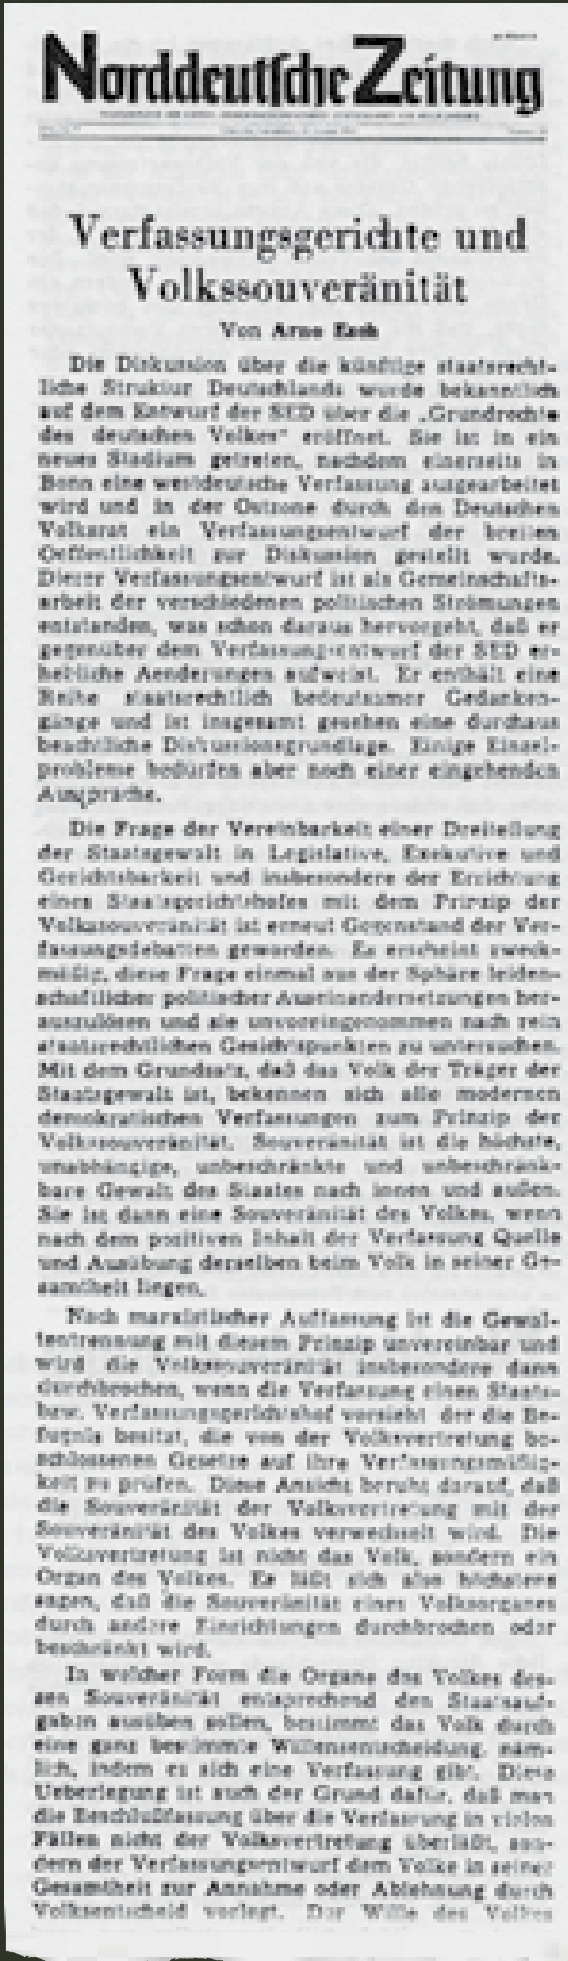 Norddeutsche Zeitung
Verfassungsgerichte und
Volkssouveränität
Von Arno Esch
Die Diskussion über die künftige staatsrecht-
liche Struktur Deutschlands wurde bekanntlich
auf dem Entwurf der SED über die „Grundrechte
des deutschen Volkes" eröffnet. Sie ist in ein
neues Stadium getreten, nachdem einerseits in
Bonn eine westdeutsche Verfassung ausgearbeitet
wird und in der Ostzone durch den Deutschen
Volksrat ein Verfassungsentwurf der breiten
Oeffentlichkeit zur Diskussion gestellt wurde.
Dieser Verfassungsentwurf ist als Gemeinschafts-
arbeit der verschiedenen politischen Strömungen
entstanden, was schon daraus hervorgeht, daß er
gegenüber dem Verfassungsentwurf der SED er-
hebliche Aenderungen aufweist. Er enthält eine
Reihe staatsrechtlich bedeutsamer Gedanken-
gänge und ist insgesamt gesehen eine durchaus
beachtliche Diskussionsgrundlage. Einige Einzel-
probleme bedürfen aber noch einer eingehenden
Aussprache.
Die Frage der Vereinbarkeit einer Dreiteilung
der Staatsgewalt in Legislative, Exekutive und
Gerichtsbarkeit und insbesondere der Errichtung
eines Staatsgerichtshofes mit dem Prinzip der
Volkssouveränität ist erneut Gegenstand der Ver-
fassungsdebatten geworden. Es erscheint zweck-
mäßig, diese Frage einmal aus der Sphäre leiden-
schaftlicher politischer Auseinandersetzungen her-
auszulösen und sie unvoreingenommen nach rein
staatsrechtlichen Gesichtspunkten zu untersuchen.
Mit dem Grundsatz, daß das Volk der Träger der
Staatsgewalt ist, bekennen sich alle modernen
demokratischen Verfassungen zum Prinzip der
Volkssouveränität. Souveränität ist die höchste,
unabhängige, unbeschränkte und unbeschränk-
bare Gewalt des Staates nach innen und außen.
Sie ist dann eine Souveränität des Volkes, wenn
nach dem positiven Inhalt der Verfassung Quelle
und Ausübung derselben beim Volk in seiner Ge-
samtheit liegen.
Nach marxistischer Auffassung ist die Gewal-
tentrennung mit diesem Prinzip unvereinbar und
wird die Volkssouveränität insbesondere dann
durchbrochen, wenn die Verfassung einen Staats-
bzw. Verfassungsgerichtshof vorsieht der die Be-
fugnis besitzt, die von der Volksvertretung be-
schlossenen Gesetze auf ihre Verfassungsmäßig-
keit zu prüfen. Diese Ansicht beruht darauf, daß
die Souveränität der Volksvertretung mit der
Souveränität des Volkes verwechselt wird. Die
Volksvertretung ist nicht das Volk, sondern ein
Organ des Volkes. Es läßt sich also höchstens
sagen, daß die Souveränität eines Volksorganes
durch andere Einrichtungen durchbrochen oder
beschränkt wird.
In welcher Form die Organe des Volkes des-
sen Souveränität entsprechend den Staatsauf-
gaben ausüben sollen, bestimmt das Volk durch
eine ganz bestimmte Willensentscheidung, näm-
lich, indem es sich eine Verfassung gibt. Diese
Ueberlegung ist auch der Grund dafür, daß man
die Beschlußfassung über die Verfassung in vielen
Fällen nicht der Volksvertretung überläßt, son-
dern der Verfassungsentwurf dem Volke in seiner
Gesamtheit zur Annahme oder Ablehnung durch
Volksentscheid vorlegt. Der Wille des Volkes